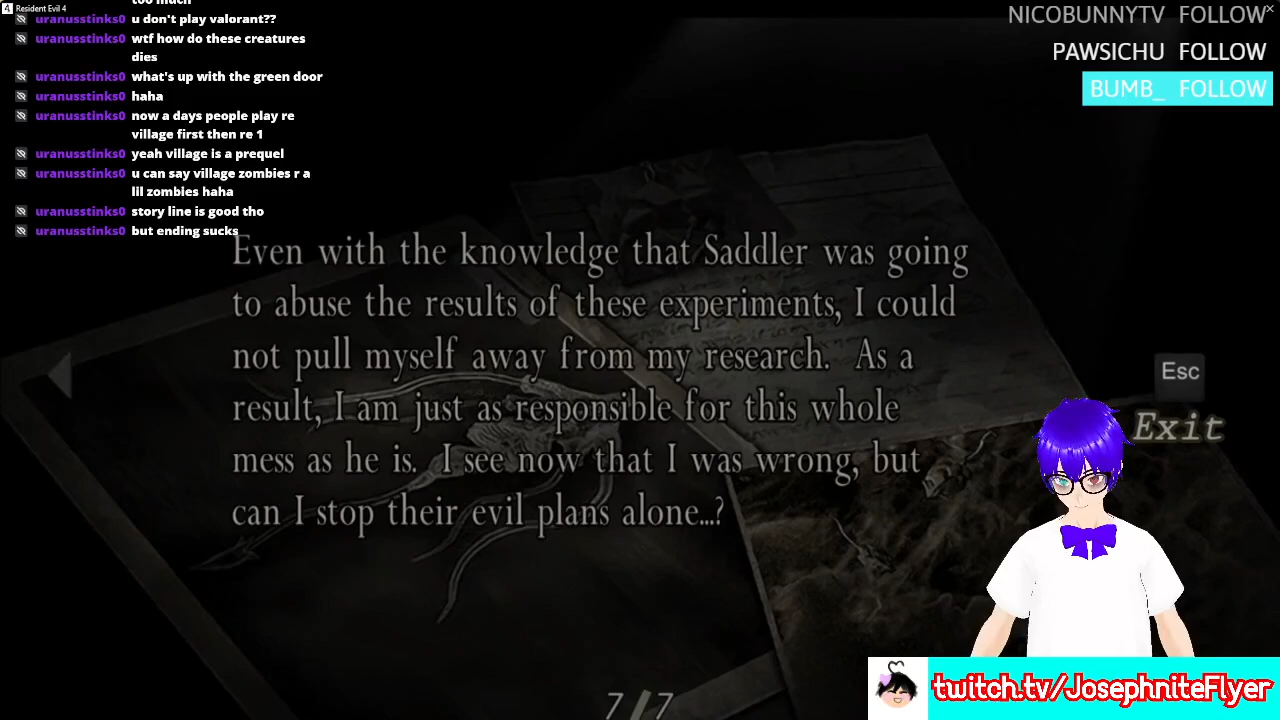 Resident Evil 4
uranusstinks0 u don't play valorant??
uranusstinks0 wtf how do these creatures
dies
uranusstinks0 what's up with the green door
uranusstinks0 haha
uranusstinks0 now a days people play re
village first then re 1
uranusstinks0 yeah village is a prequel
uranusstinks0 u can say village zombies r a
lil zombies haha
uranusstinks0 story line is good tho
uranusstinks0 but ending sucks
NICOBUNNYTV FOLLOW
PAWSICHU FOLLOW
BUMB_ FOLLOW
Even with the knowledge that Saddler was going
to abuse the results of these experiments, I could
not pull myself away from my research. As a
result, I am just as responsible for this whole
mess as he is. I see now that I was wrong, but
can I stop their evil plans alone...?
Esc
Exit
7/7
twitch.tv/JosephniteFlyer